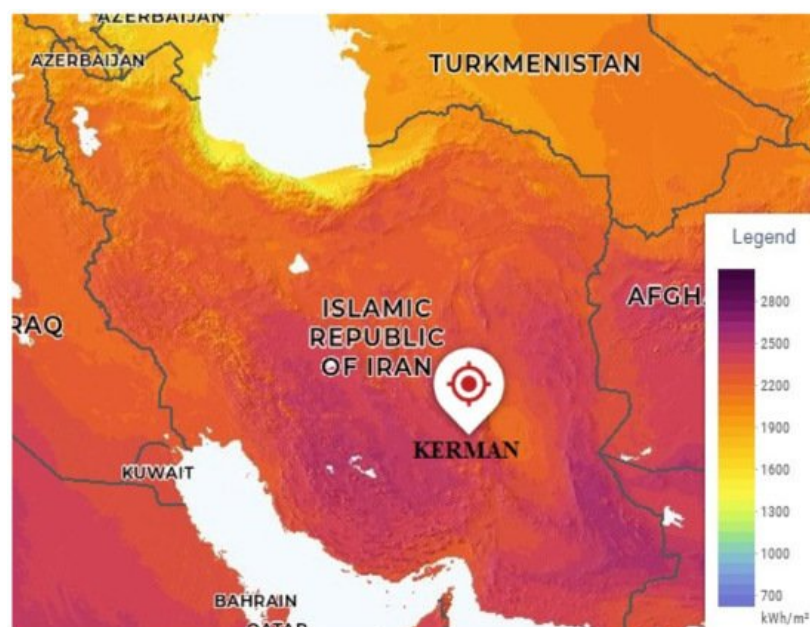 AZERBAIJAN
AZERBAIJAN
TURKMENISTAN
Legend
ISLAMIC
REPUBLIC
OF IRAN
AFGH
RAQ
KERMAN
KUWAIT
BAHRAIN
QATAR
2800
2500
2200
1900
1600
1300
1000
700
kWh/m²